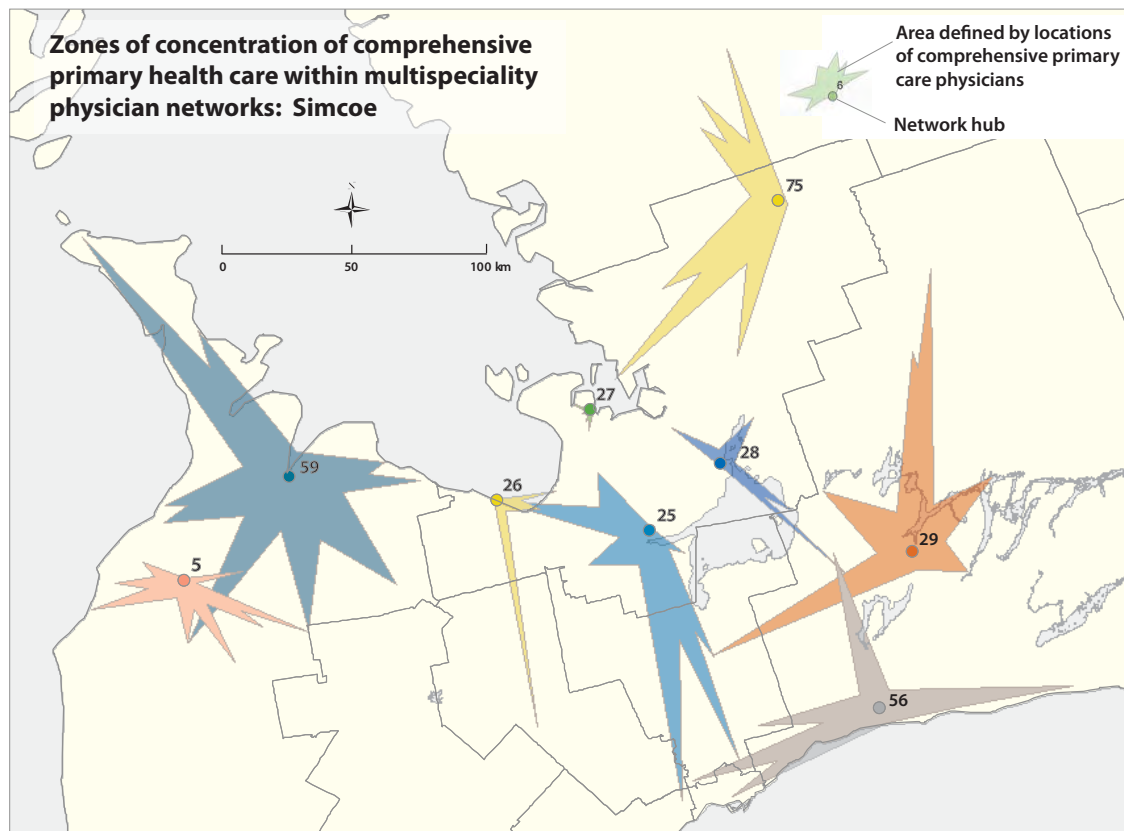 Zones of concentration of comprehensive
primary health care within multispeciality
physician networks: Simcoe
Area defined by locations
of comprehensive primary
care physicians
6
Network hub
N
0 50 100 km
75
27
59
28
26
25
5
29
56